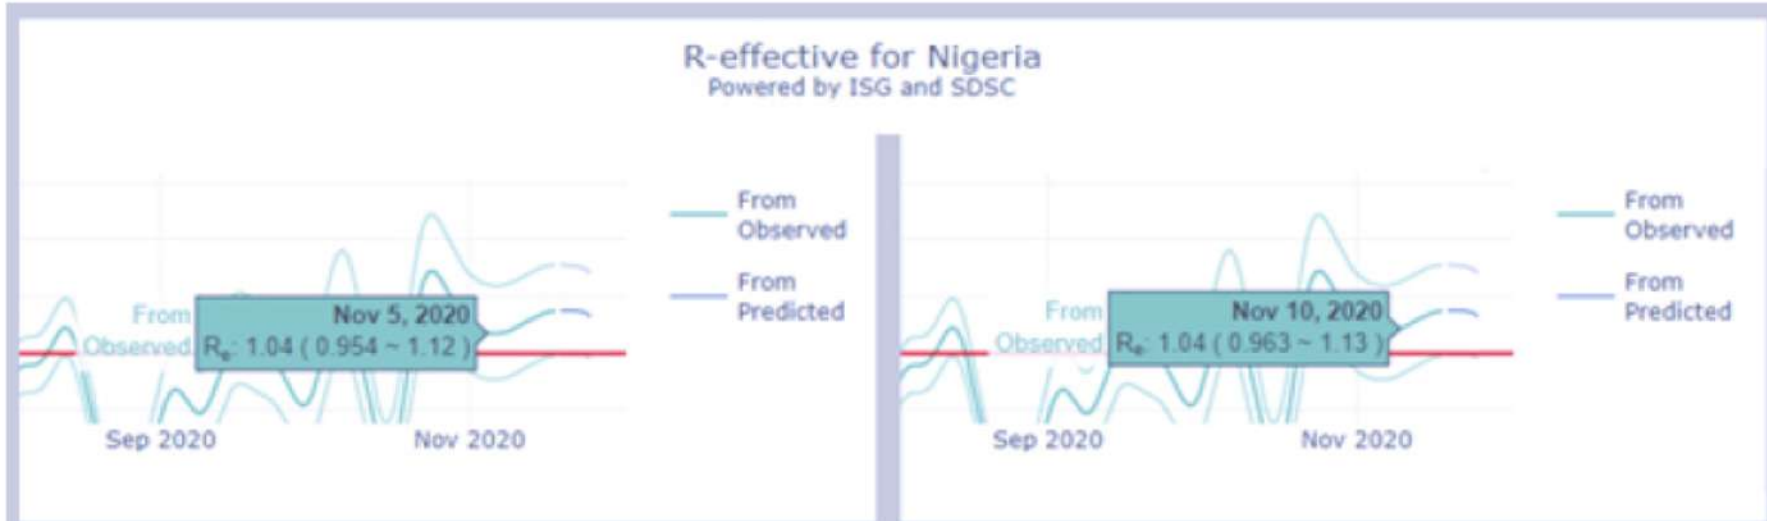 R-effective for Nigeria
Powered by ISG and SDSC
From
Observed
From
Predicted
From
Observed
Nov 5, 2020
Re: 1.04 ( 0.954 ~ 1.12 )
Sep 2020
Nov 2020
From
Observed
From
Predicted
From
Observed
Nov 10, 2020
Re: 1.04 ( 0.963 ~ 1.13 )
Sep 2020
Nov 2020